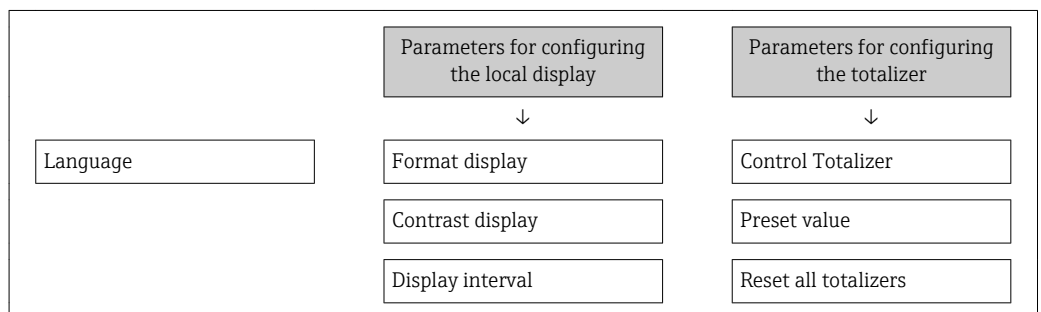 Parameters for configuring
the local display
Parameters for configuring
the totalizer
↓
↓
Language
Format display
Control Totalizer
Contrast display
Preset value
Display interval
Reset all totalizers